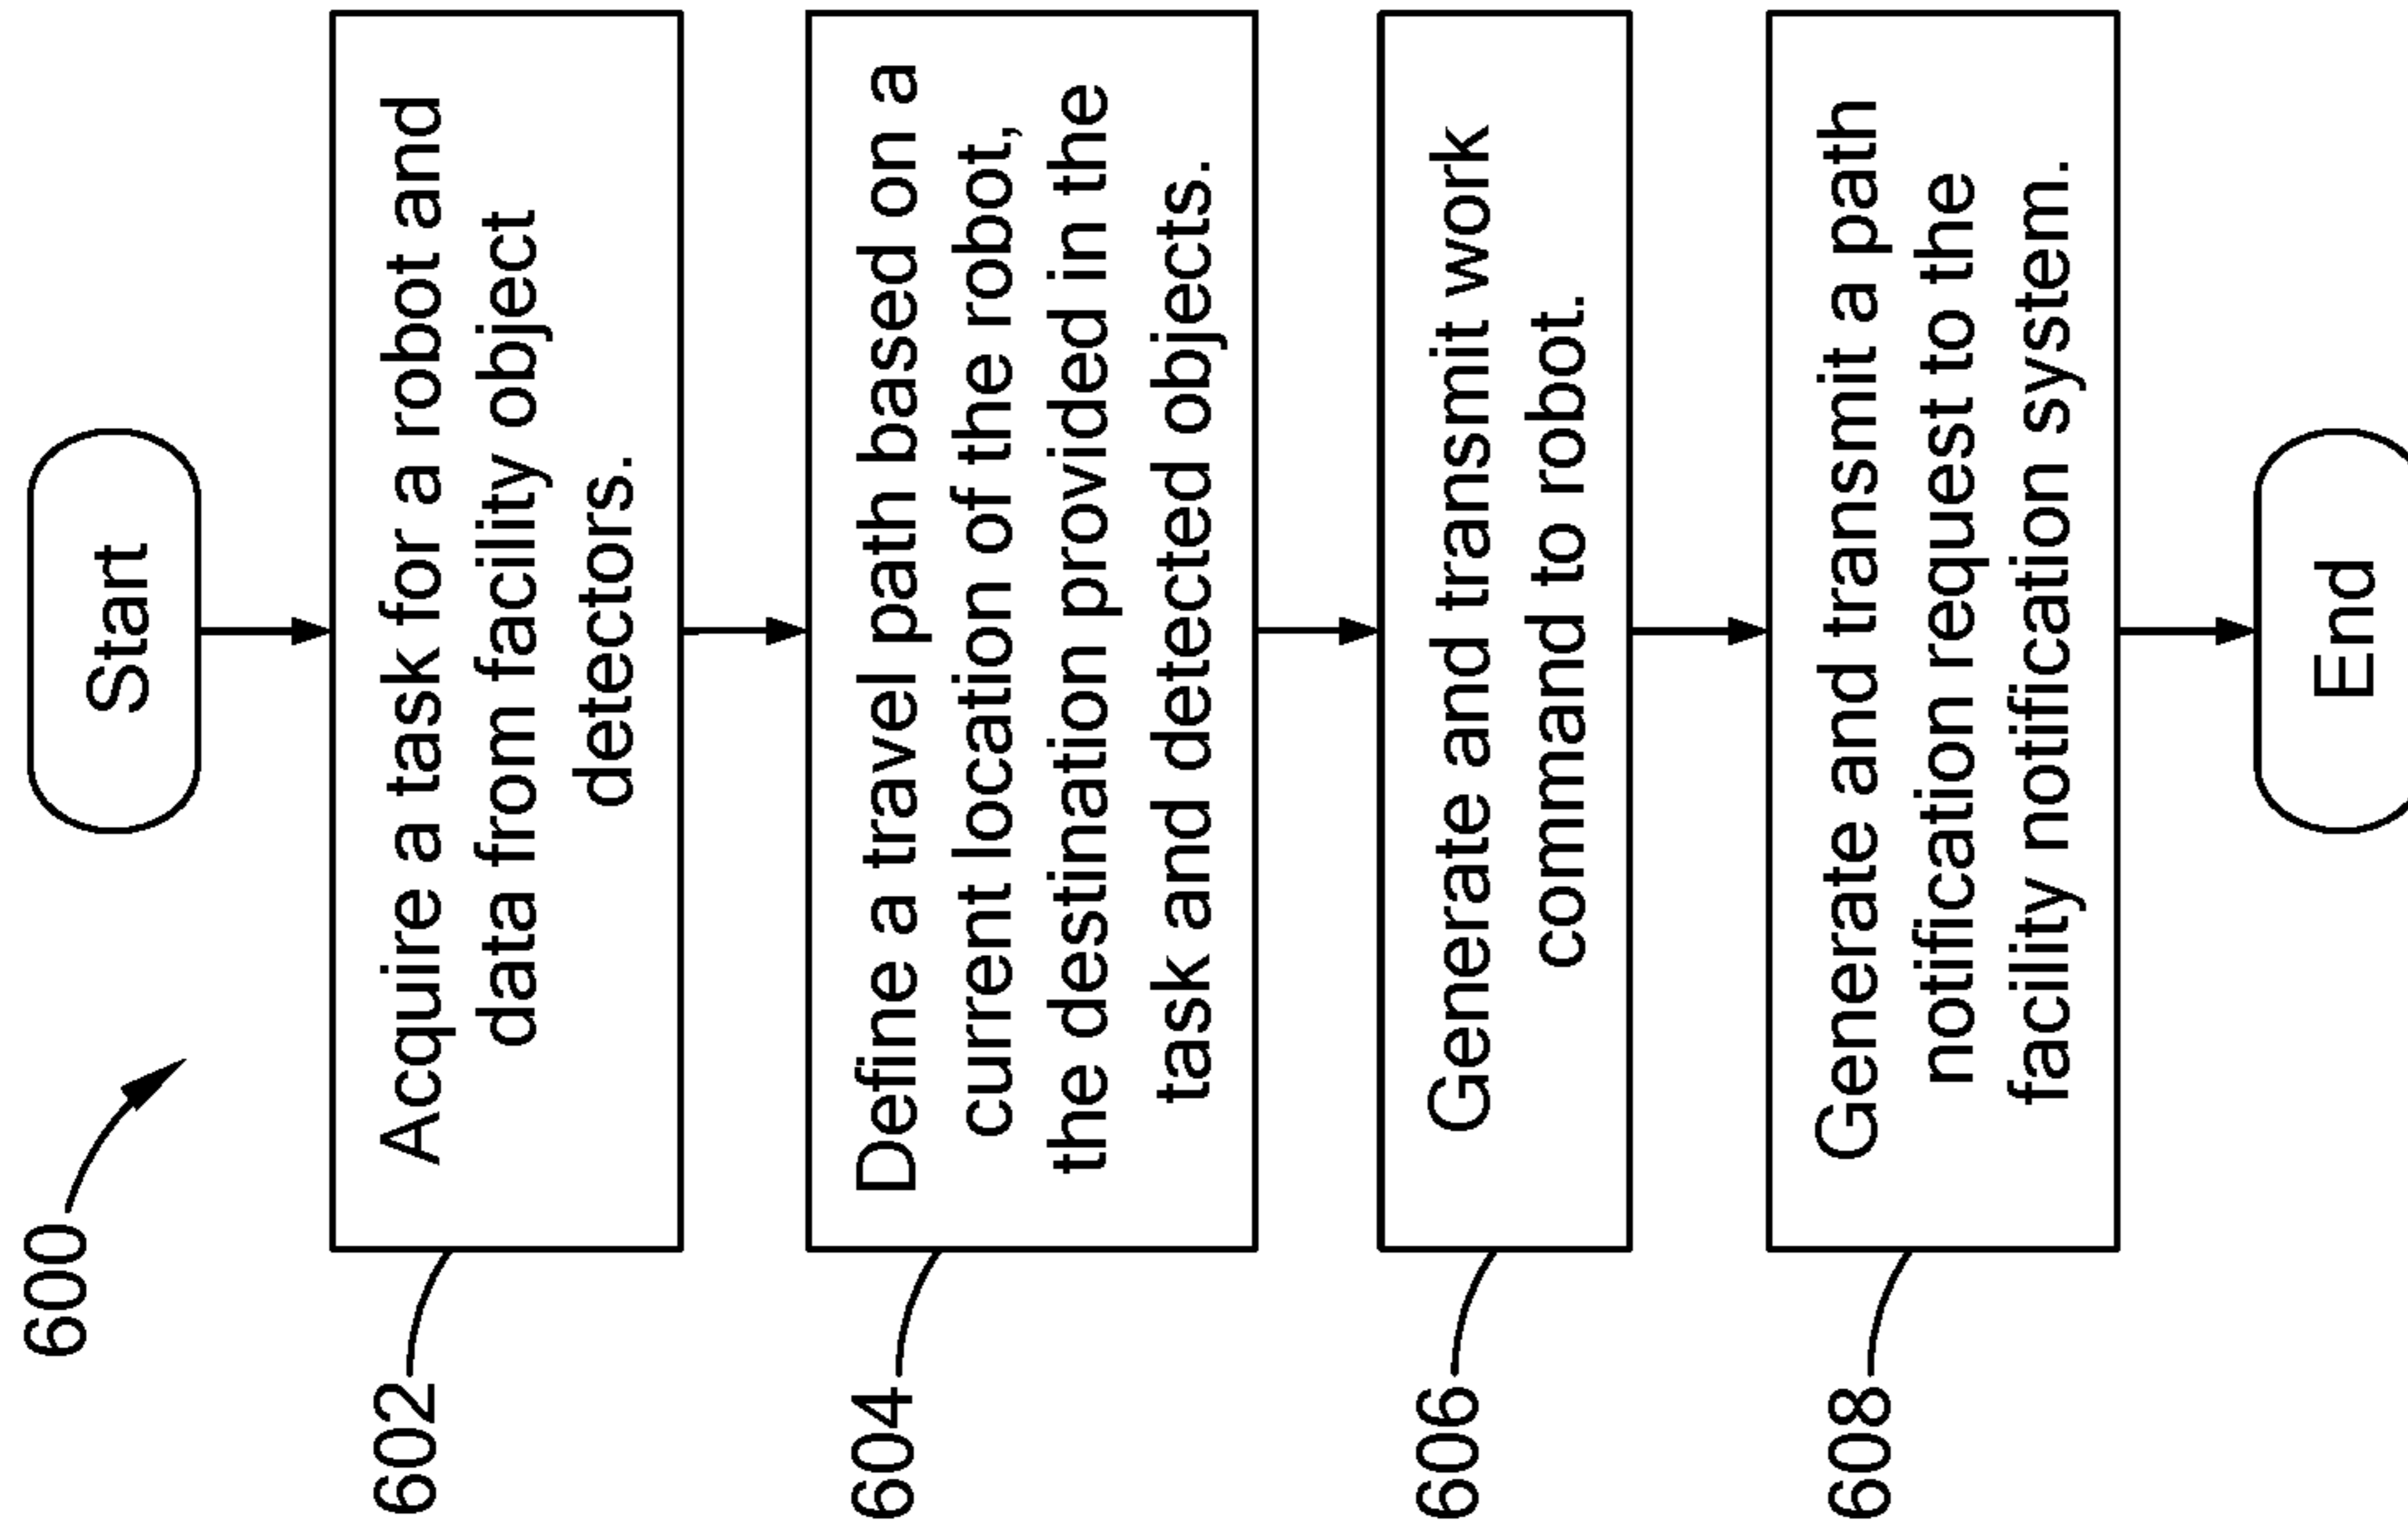 600
Start
602
Acquire a task for a robot and
data from facility object
detectors.
604
Define a travel path based on a
current location of the robot,
the destination provided in the
task and detected objects.
606
Generate and transmit work
command to robot.
608
Generate and transmit a path
notification request to the
facility notification system.
End